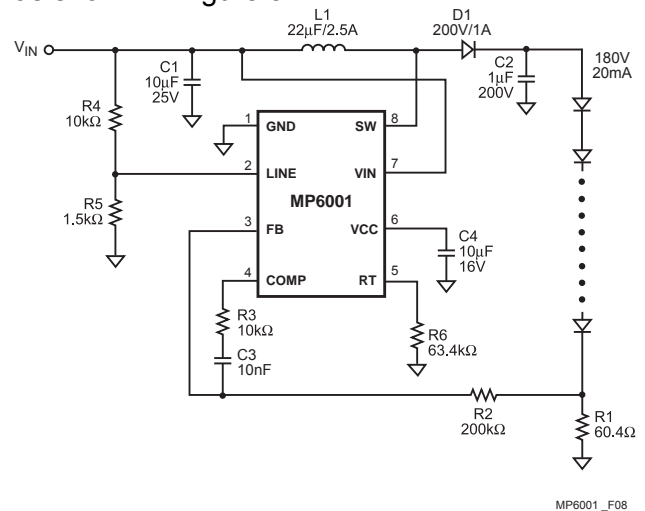 L1
22µF/2.5A
D1
200V/1A
VIN
C1
10µF
25V
C2
1µF
200V
180V
20mA
R4
10kΩ
1
GND
SW
8
2
LINE
VIN
7
MP6001
R5
1.5kΩ
3
FB
VCC
6
C4
10µF
16V
4
COMP
RT
5
R3
10kΩ
C3
10nF
R6
63.4kΩ
R2
200kΩ
R1
60.4Ω
MP6001_F08